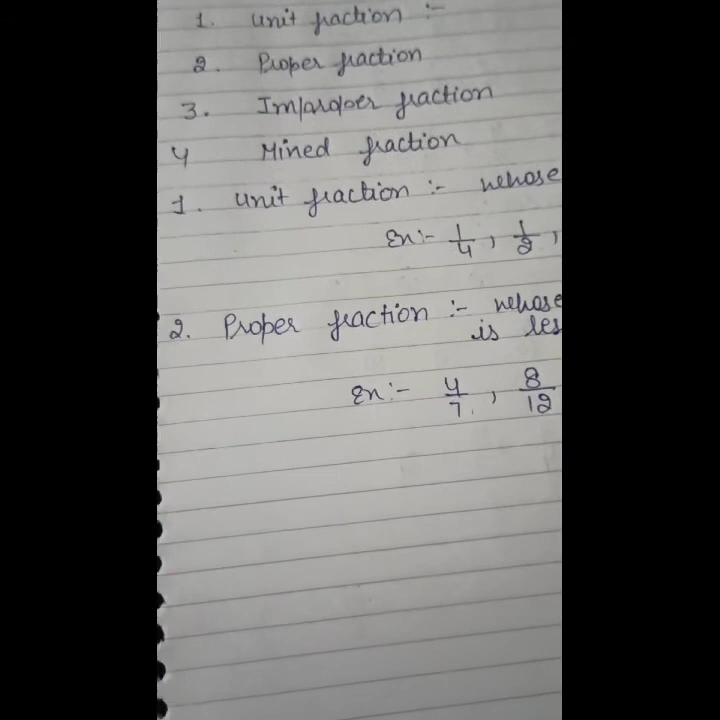 1. Unit fraction :-
2. Proper fraction
3. Improper fraction
4 Mixed fraction
1. Unit fraction :- whose
Ex:- 1/4, 1/2,
2. Proper fraction :- whose
is les
Ex:- 4/7, 8/12